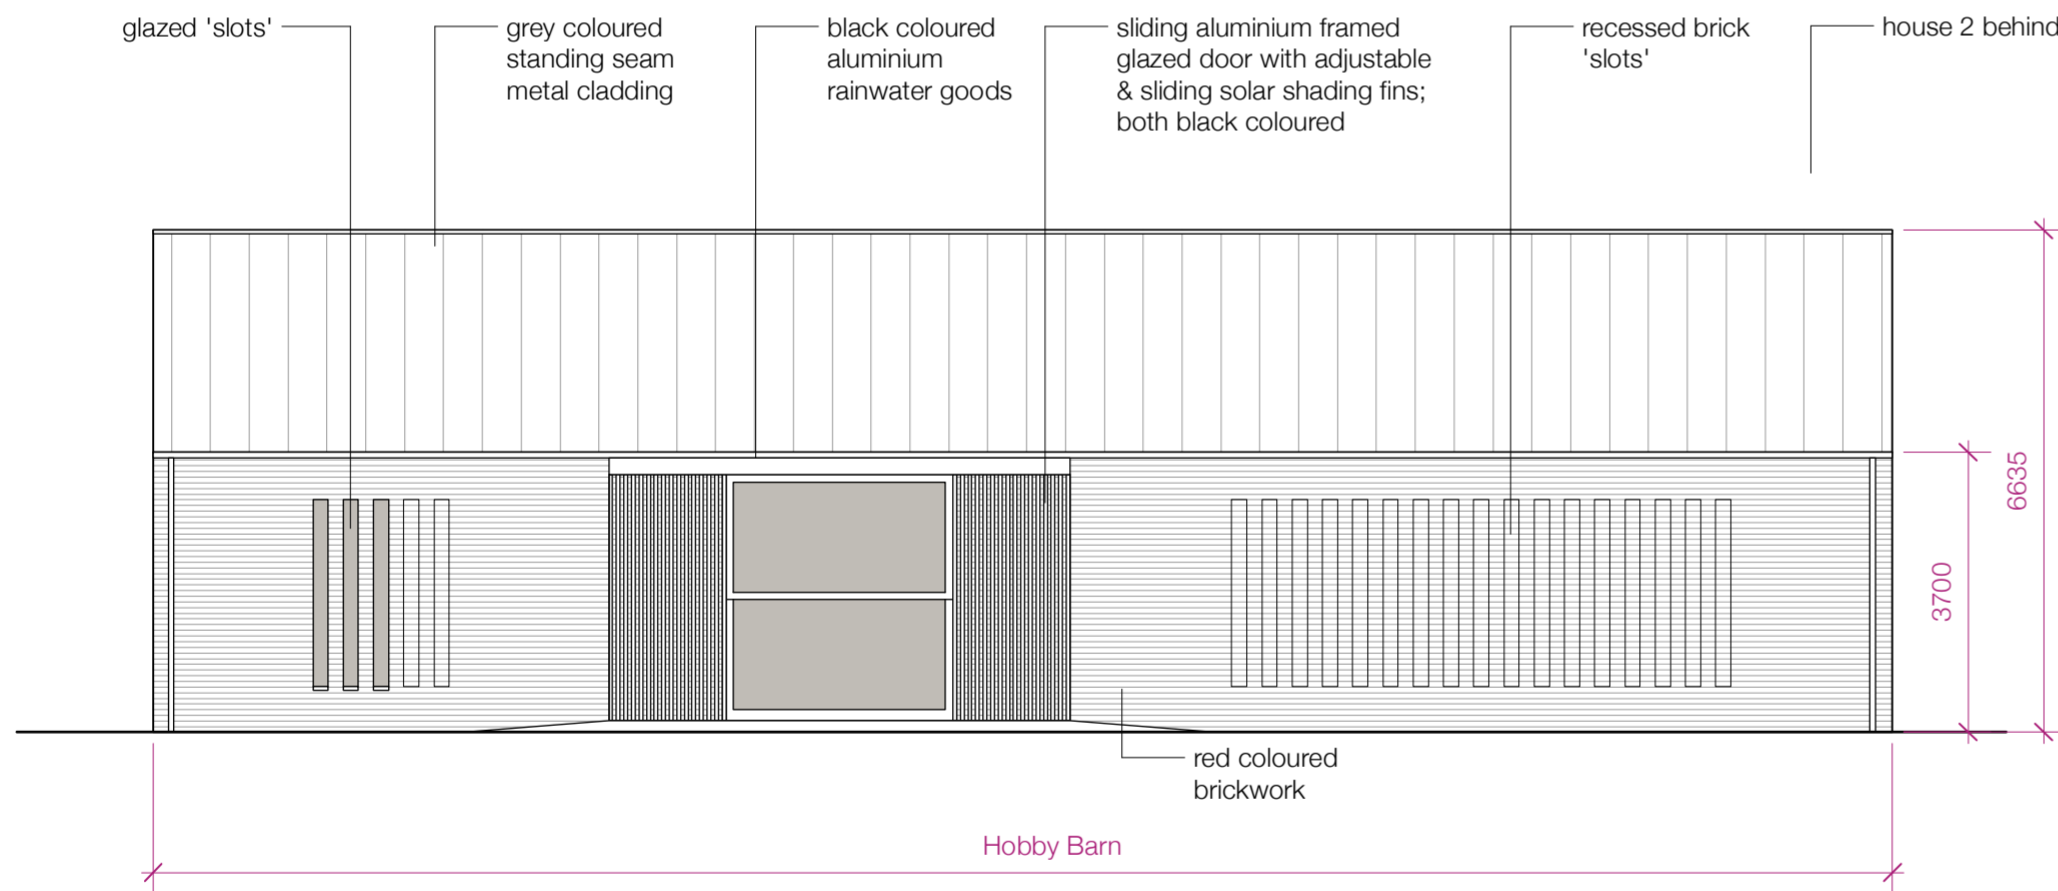 glazed 'slots'
grey coloured
standing seam
metal cladding
black coloured
aluminium
rainwater goods
sliding aluminium framed
glazed door with adjustable
& sliding solar shading fins;
both black coloured
recessed brick
'slots'
house 2 behind
6635
3700
red coloured
brickwork
Hobby Barn